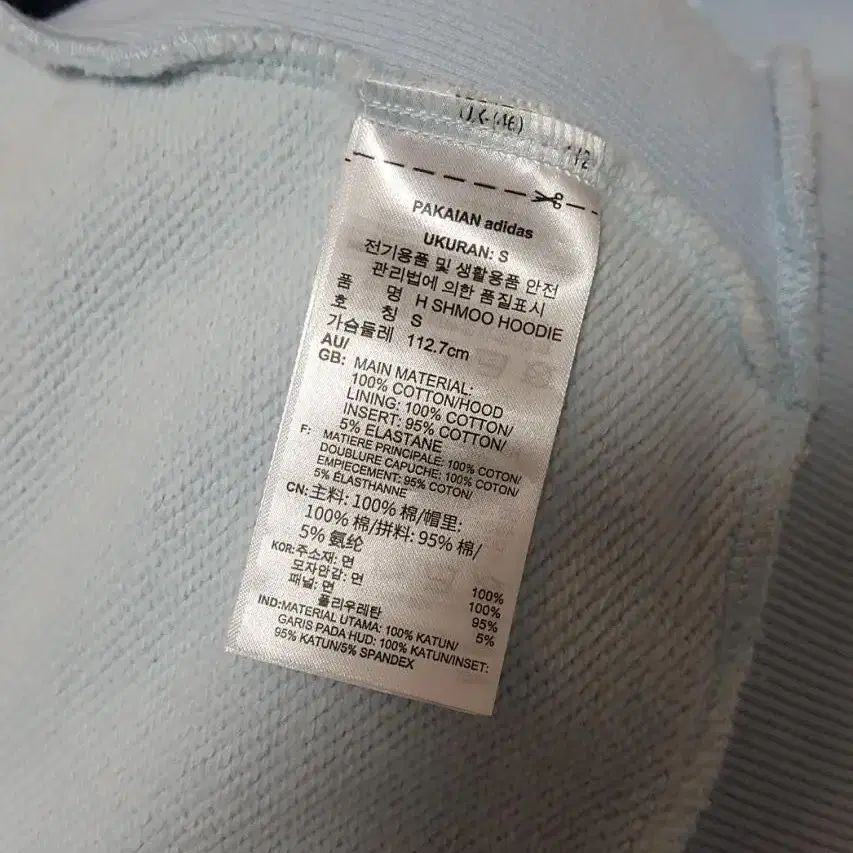 PAKAIAN adidas
UKURAN: S
전기용품 및 생활용품 안전
관리법에 의한 품질표시
품 명 H SHMOO HOODIE
호 칭 S
가슴둘레 112.7cm
AU/
GB: MAIN MATERIAL:
100% COTTON/HOOD
LINING: 100% COTTON/
INSERT: 95% COTTON/
5% ELASTANE
F: MATIERE PRINCIPALE: 100% COTON/
DOUBLURE CAPUCHE: 100% COTON/
EMPIECEMENT: 95% COTON/
5% ÉLASTHANNE
CN: 主料: 100% 棉/帽里:
100% 棉/拼料: 95% 棉/
5% 氨纶
KOR: 주소재: 면 100%
모자안감: 면 100%
패널: 면 95%
폴리우레탄 5%
IND: MATERIAL UTAMA: 100% KATUN/
GARIS PADA HUD: 100% KATUN/INSET:
95% KATUN/5% SPANDEX